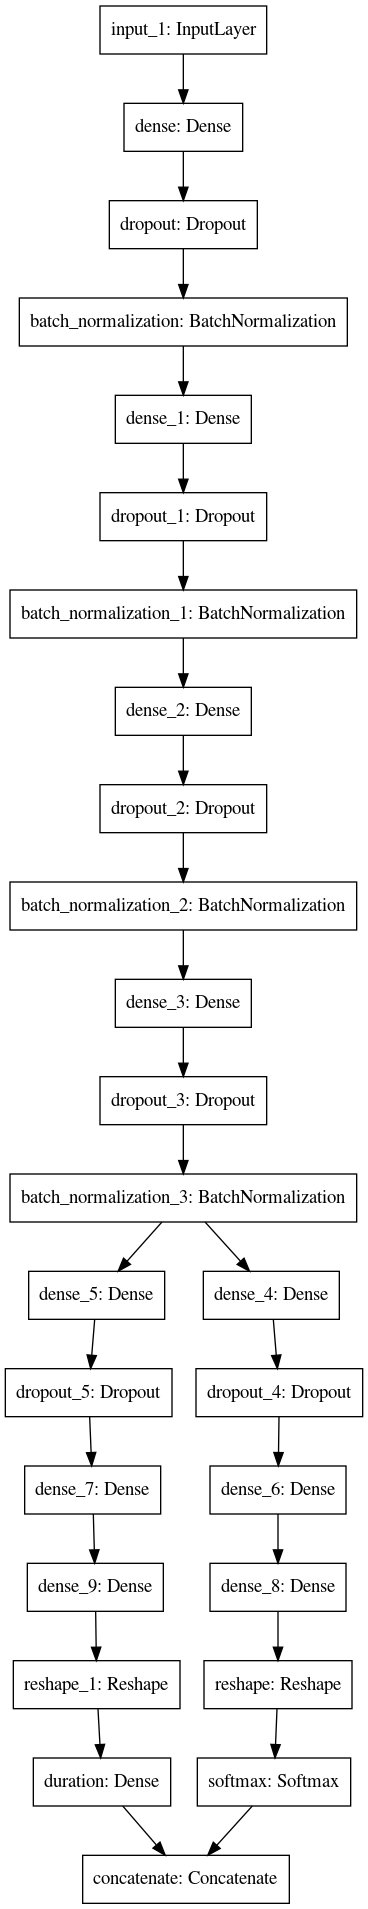 input_1: InputLayer
dense: Dense
dropout: Dropout
batch_normalization: BatchNormalization
dense_1: Dense
dropout_1: Dropout
batch_normalization_1: BatchNormalization
dense_2: Dense
dropout_2: Dropout
batch_normalization_2: BatchNormalization
dense_3: Dense
dropout_3: Dropout
batch_normalization_3: BatchNormalization
dense_5: Dense
dense_4: Dense
dropout_5: Dropout
dropout_4: Dropout
dense_7: Dense
dense_6: Dense
dense_9: Dense
dense_8: Dense
reshape_1: Reshape
reshape: Reshape
duration: Dense
softmax: Softmax
concatenate: Concatenate